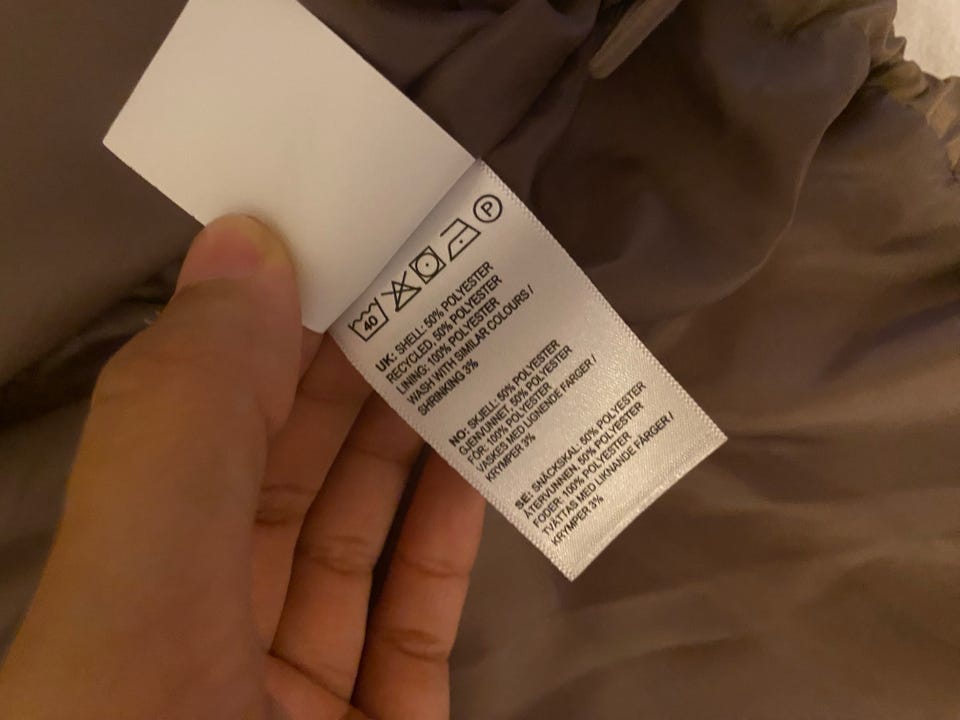 40 P
UK: SHELL: 50% POLYESTER
RECYCLED, 50% POLYESTER
LINING: 100% POLYESTER
WASH WITH SIMILAR COLOURS /
SHRINKING 3%
NO: SKJELL: 50% POLYESTER
GJENVUNNET, 50% POLYESTER
FÔR: 100% POLYESTER
VASKES MED LIGNENDE FARGER /
KRYMPER 3%
SE: SNÄCKSKAL: 50% POLYESTER
ÅTERVUNNEN, 50% POLYESTER
FODER: 100% POLYESTER
TVÄTTAS MED LIKNANDE FÄRGER /
KRYMPER 3%